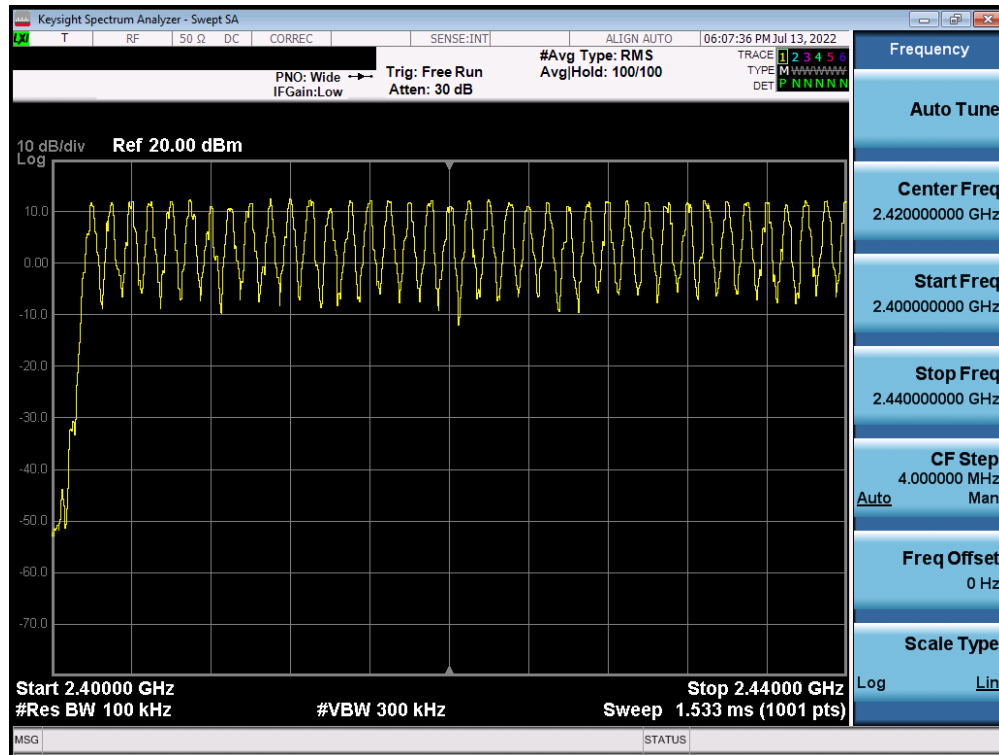 Keysight Spectrum Analyzer - Swept SA
LXI T RF 50 Ω DC CORREC SENSE:INT ALIGN AUTO 06:07:36 PM Jul 13, 2022
PNO: Wide
IFGain:Low
Trig: Free Run
Atten: 30 dB
#Avg Type: RMS
Avg|Hold: 100/100
TRACE 1 2 3 4 5 6
TYPE M WWWWW
DET P N N N N N
10 dB/div
Log
Ref 20.00 dBm
10.0
0.00
-10.0
-20.0
-30.0
-40.0
-50.0
-60.0
-70.0
Start 2.40000 GHz
Stop 2.44000 GHz
#Res BW 100 kHz
#VBW 300 kHz
Sweep 1.533 ms (1001 pts)
MSG
STATUS
Frequency
Auto Tune
Center Freq
2.420000000 GHz
Start Freq
2.400000000 GHz
Stop Freq
2.440000000 GHz
CF Step
4.000000 MHz
Auto Man
Freq Offset
0 Hz
Scale Type
Log Lin